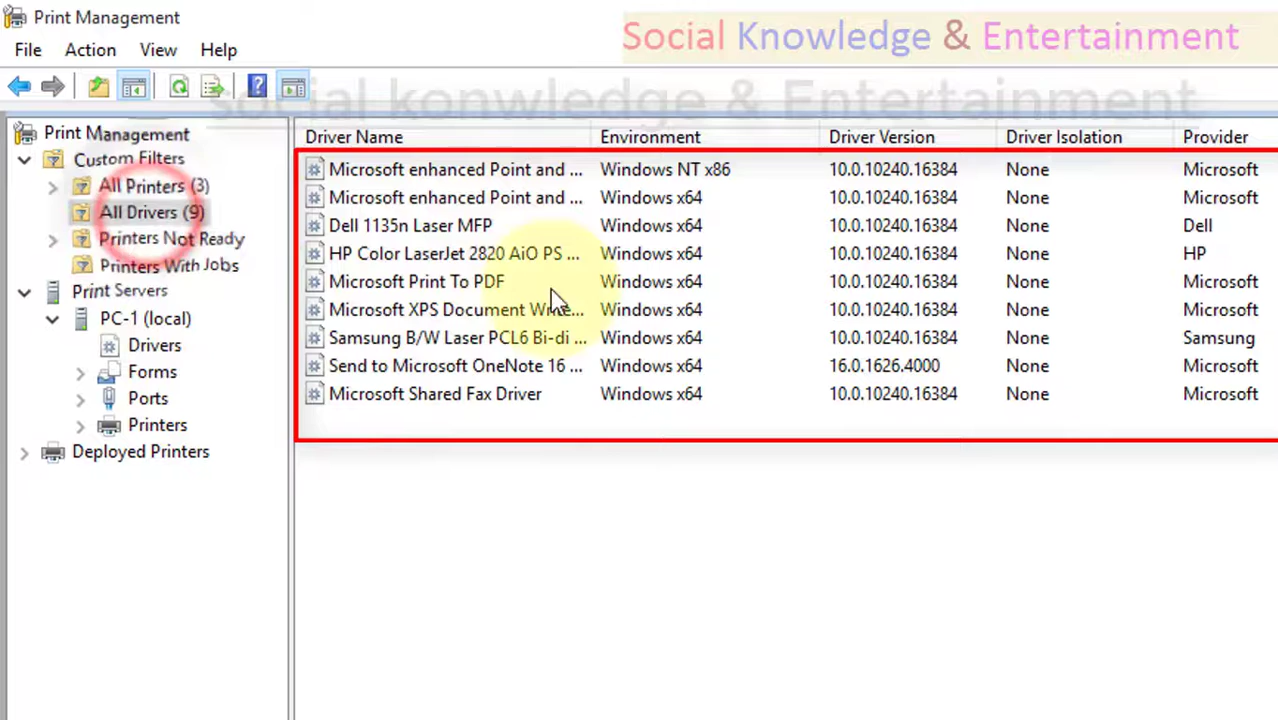 Print Management
Social Knowledge & Entertainment
File Action View Help
Social konwledge & Entertainment
Print Management
Custom Filters
All Printers (3)
All Drivers (9)
Printers Not Ready
Printers With Jobs
Print Servers
PC-1 (local)
Drivers
Forms
Ports
Printers
Deployed Printers
Driver Name Environment Driver Version Driver Isolation Provider
Microsoft enhanced Point and ... Windows NT x86 10.0.10240.16384 None Microsoft
Microsoft enhanced Point and ... Windows x64 10.0.10240.16384 None Microsoft
Dell 1135n Laser MFP Windows x64 10.0.10240.16384 None Dell
HP Color LaserJet 2820 AiO PS ... Windows x64 10.0.10240.16384 None HP
Microsoft Print To PDF Windows x64 10.0.10240.16384 None Microsoft
Microsoft XPS Document Write... Windows x64 10.0.10240.16384 None Microsoft
Samsung B/W Laser PCL6 Bi-di ... Windows x64 10.0.10240.16384 None Samsung
Send to Microsoft OneNote 16 ... Windows x64 16.0.1626.4000 None Microsoft
Microsoft Shared Fax Driver Windows x64 10.0.10240.16384 None Microsoft